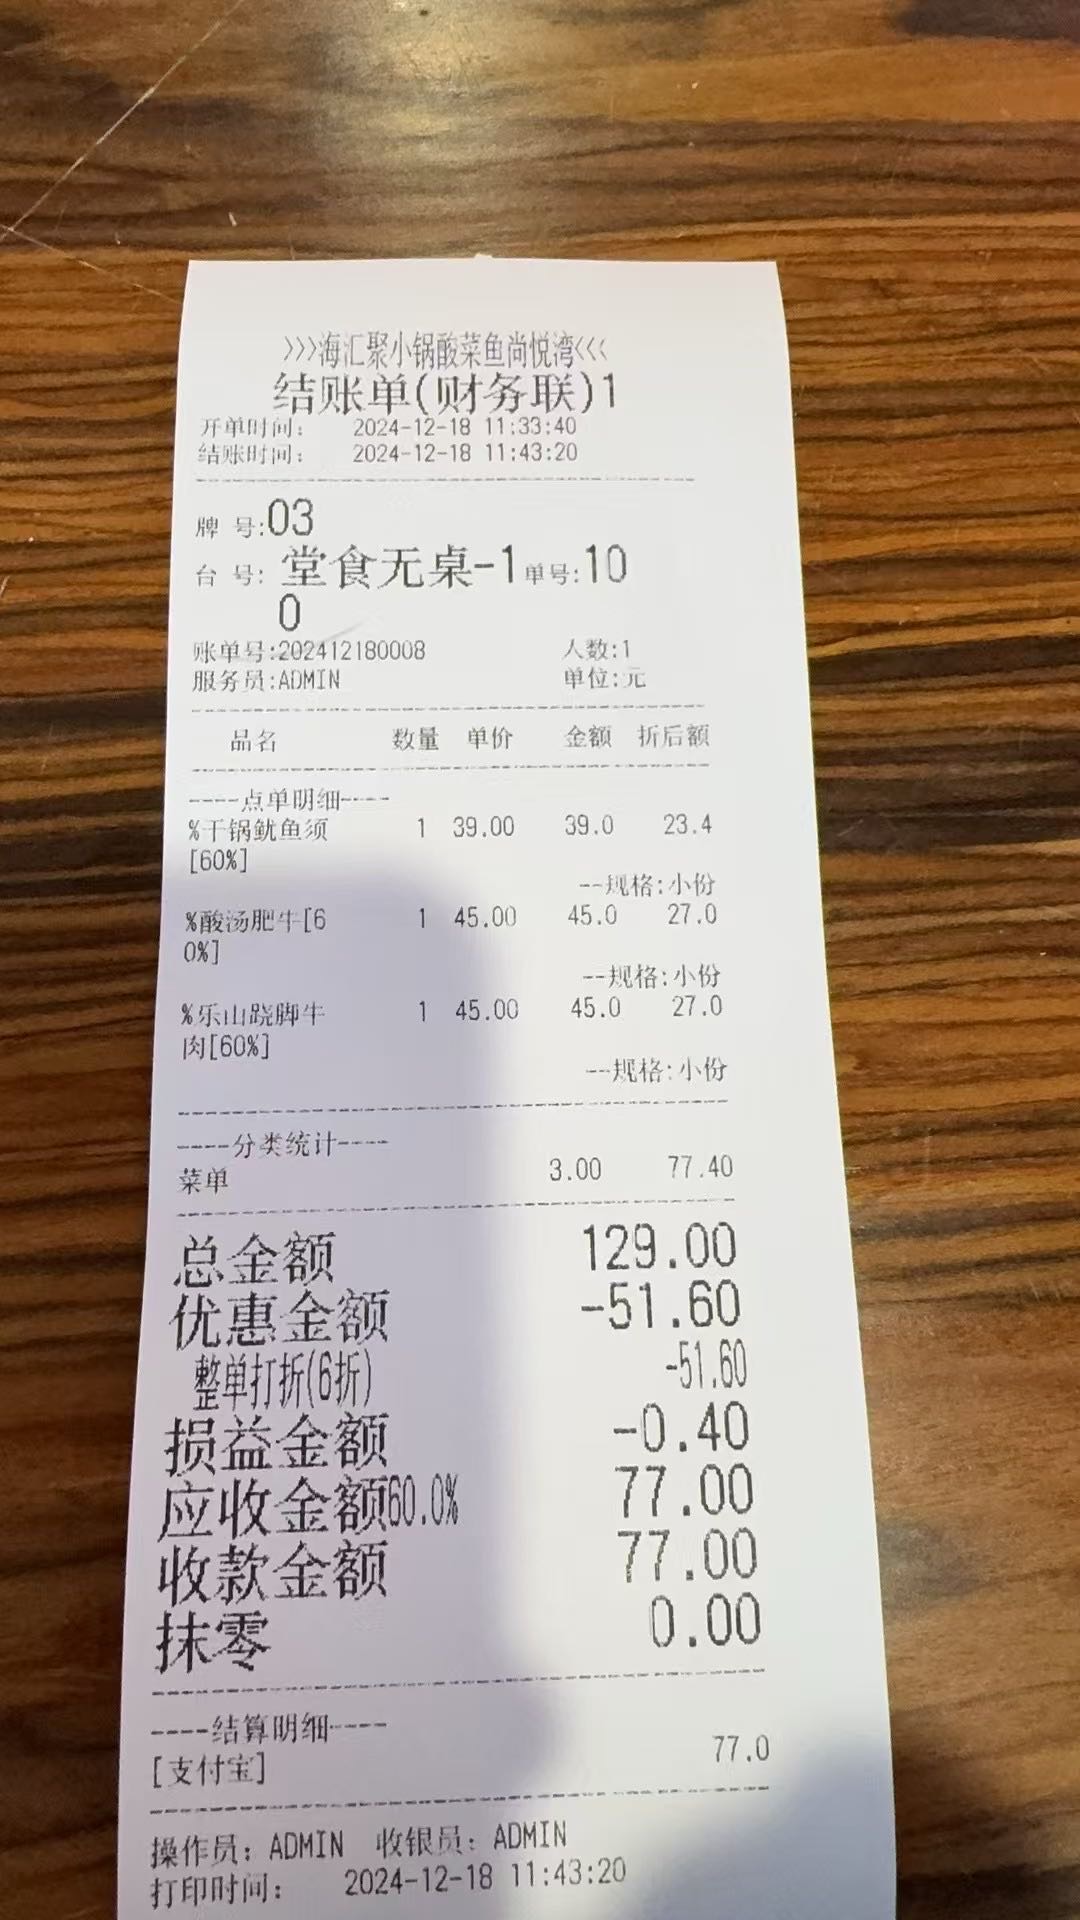 >>>海汇聚小锅酸菜鱼尚悦湾<<<
结账单(财务联)1
开单时间: 2024-12-18 11:33:40
结账时间: 2024-12-18 11:43:20
牌 号:03
台 号: 堂食无桌-1 单号:10
0
账单号:202412180008 人数:1
服务员:ADMIN 单位:元
品名 数量 单价 金额 折后额
----点单明细----
%干锅鱿鱼须 1 39.00 39.0 23.4
[60%]
--规格:小份
%酸汤肥牛[6 1 45.00 45.0 27.0
0%]
--规格:小份
%乐山跷脚牛 1 45.00 45.0 27.0
肉[60%]
--规格:小份
----分类统计----
菜单 3.00 77.40
总金额 129.00
优惠金额 -51.60
整单打折(6折) -51.60
损益金额 -0.40
应收金额60.0% 77.00
收款金额 77.00
抹零 0.00
----结算明细----
[支付宝] 77.0
操作员: ADMIN 收银员: ADMIN
打印时间: 2024-12-18 11:43:20